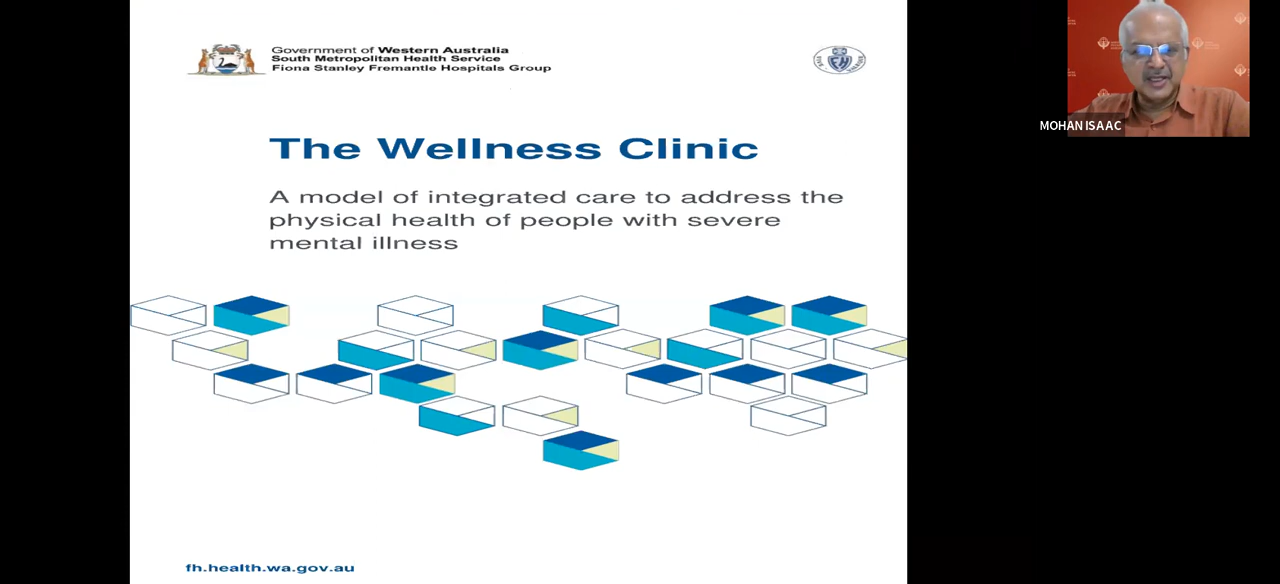 Government of Western Australia
South Metropolitan Health Service
Fiona Stanley Fremantle Hospitals Group
FH
MOHAN ISAAC
The Wellness Clinic
A model of integrated care to address the
physical health of people with severe
mental illness
fh.health.wa.gov.au